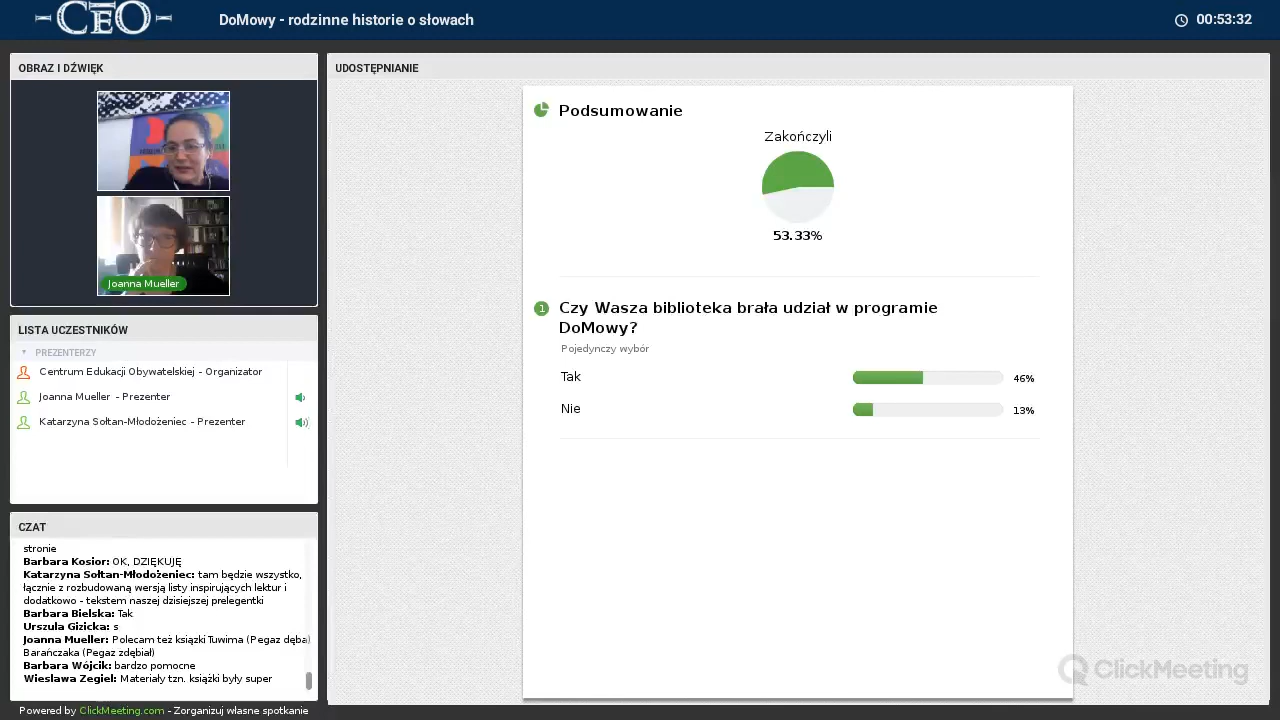 CEO
DoMowy - rodzinne historie o słowach
00:53:32
OBRAZ I DŹWIĘK
Joanna Mueller
LISTA UCZESTNIKÓW
PREZENTERZY
Centrum Edukacji Obywatelskiej - Organizator
Joanna Mueller - Prezenter
Katarzyna Sołtan-Młodożeniec - Prezenter
CZAT
stronie
Barbara Kosior: OK, DZIĘKUJĘ
Katarzyna Sołtan-Młodożeniec: tam będzie wszystko,
łącznie z rozbudowaną wersją listy inspirujących lektur i
dodatkowo - tekstem naszej dzisiejszej prelegentki
Barbara Bielska: Tak
Urszula Gizicka: s
Joanna Mueller: Polecam też książki Tuwima (Pegaz dęba)
Barańczaka (Pegaz zdębiał)
Barbara Wójcik: bardzo pomocne
Wiesława Zegiel: Materiały tzn. książki były super
Powered by ClickMeeting.com - Zorganizuj własne spotkanie
UDOSTĘPNIANIE
Podsumowanie
Zakończyli
53.33%
1 Czy Wasza biblioteka brała udział w programie
DoMowy?
Pojedynczy wybór
Tak 46%
Nie 13%
ClickMeeting